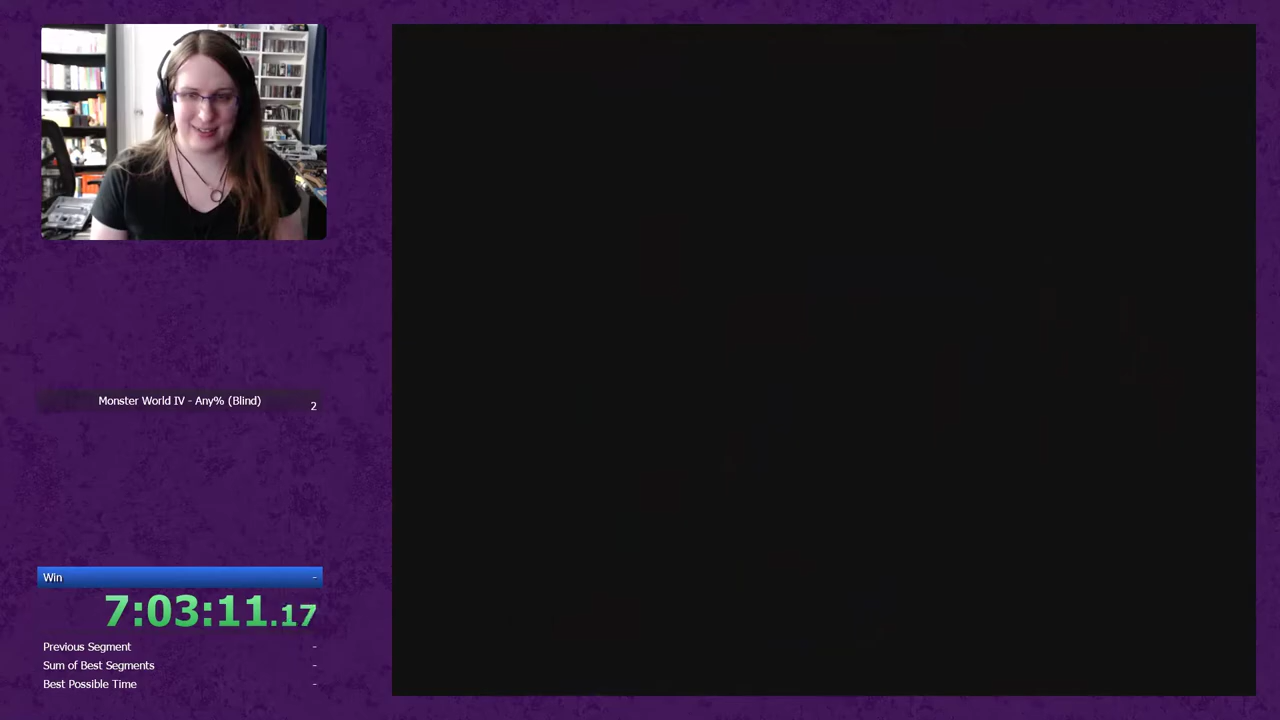 Monster World IV - Any% (Blind)
2
Win -
7:03:11.17
Previous Segment -
Sum of Best Segments -
Best Possible Time -